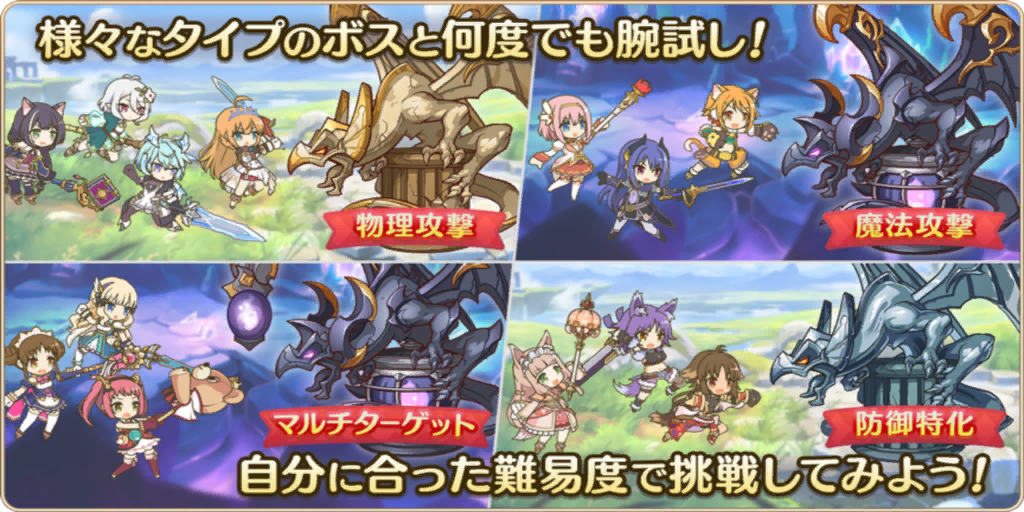 様々なタイプのボスと何度でも腕試し!
物理攻撃
魔法攻撃
マルチターゲット
防御特化
自分に合った難易度で挑戦してみよう!